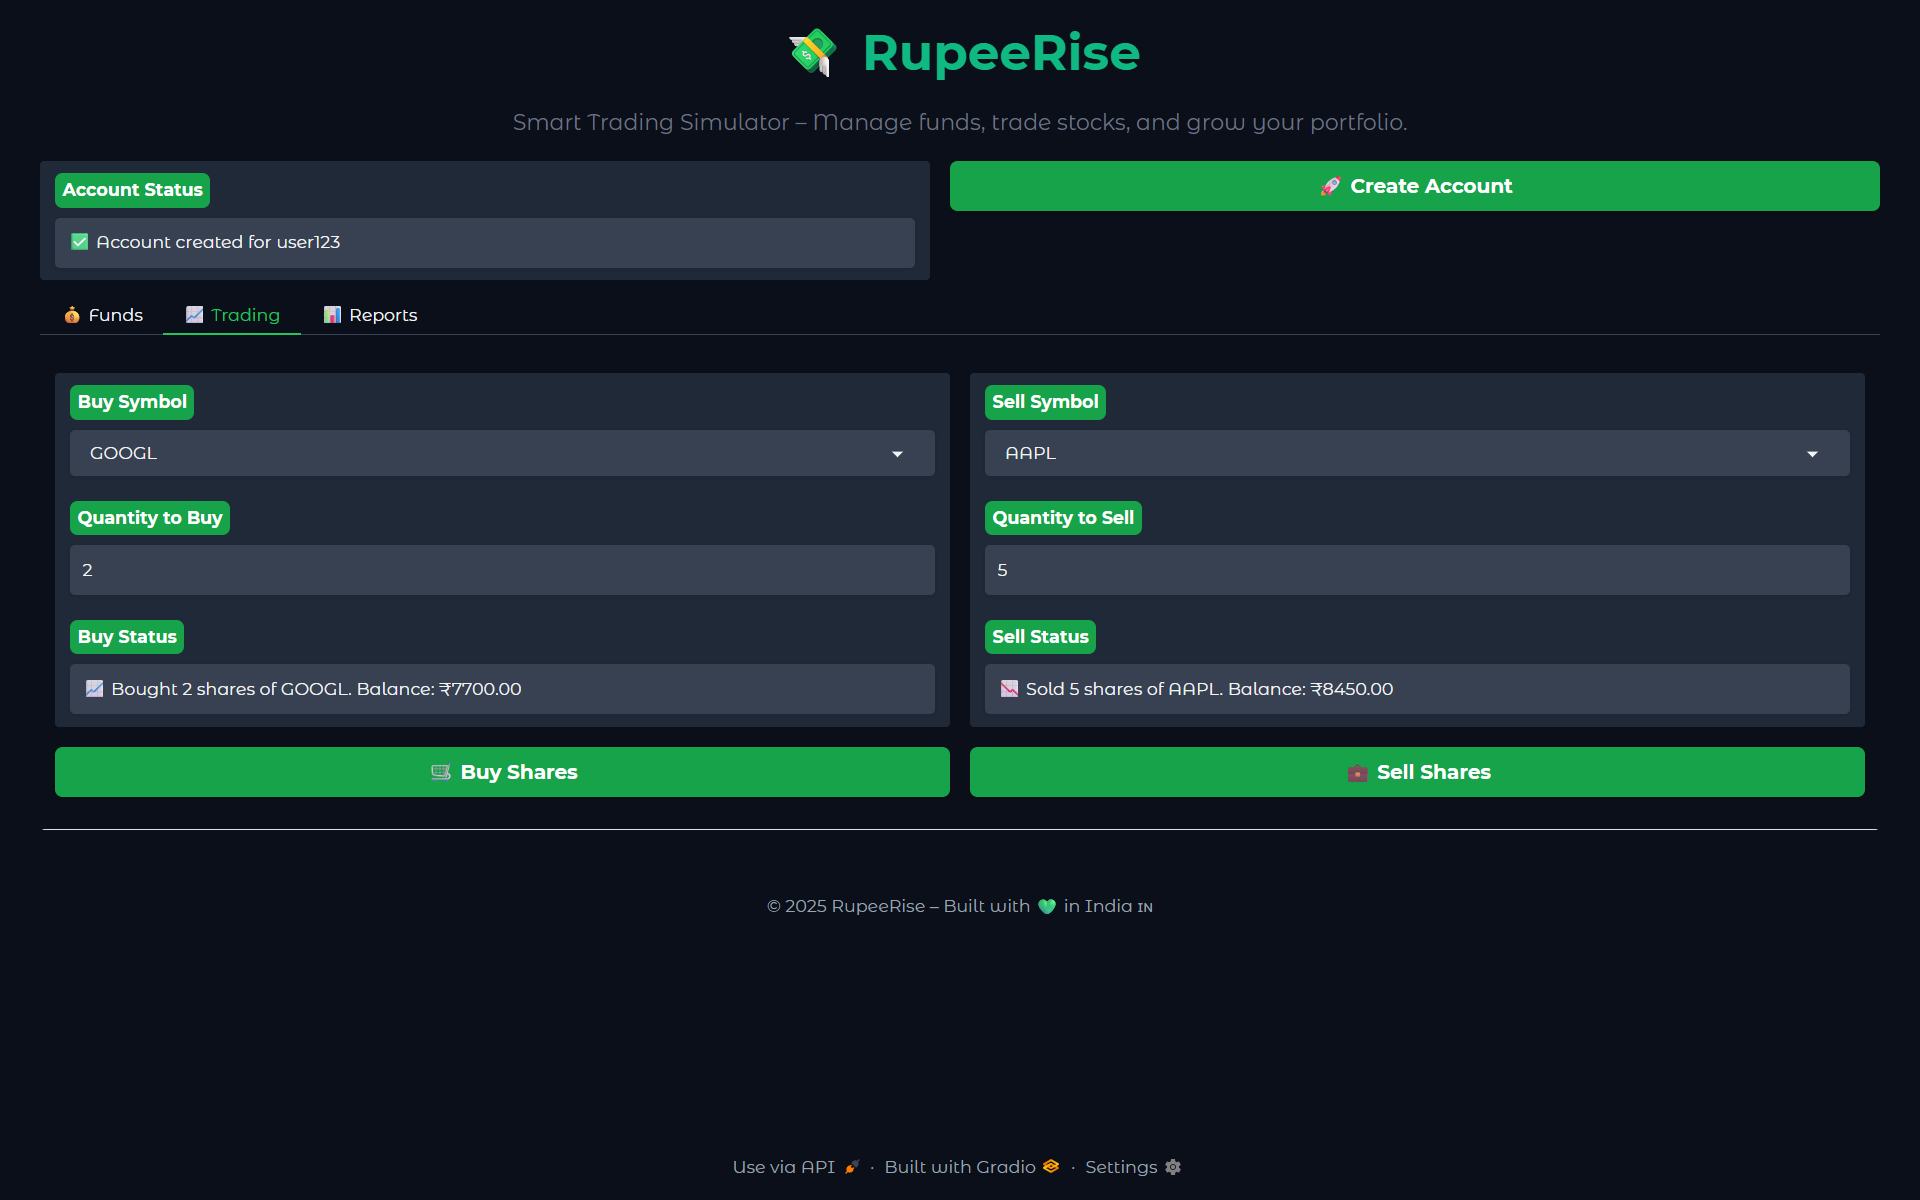 RupeeRise
Smart Trading Simulator – Manage funds, trade stocks, and grow your portfolio.
Account Status
✅ Account created for user123
🚀 Create Account
💰 Funds
📈 Trading
📊 Reports
Buy Symbol
GOOGL
Quantity to Buy
2
Buy Status
📈 Bought 2 shares of GOOGL. Balance: ₹7700.00
🛒 Buy Shares
Sell Symbol
AAPL
Quantity to Sell
5
Sell Status
📉 Sold 5 shares of AAPL. Balance: ₹8450.00
💼 Sell Shares
© 2025 RupeeRise – Built with 💚 in India IN
Use via API · Built with Gradio · Settings